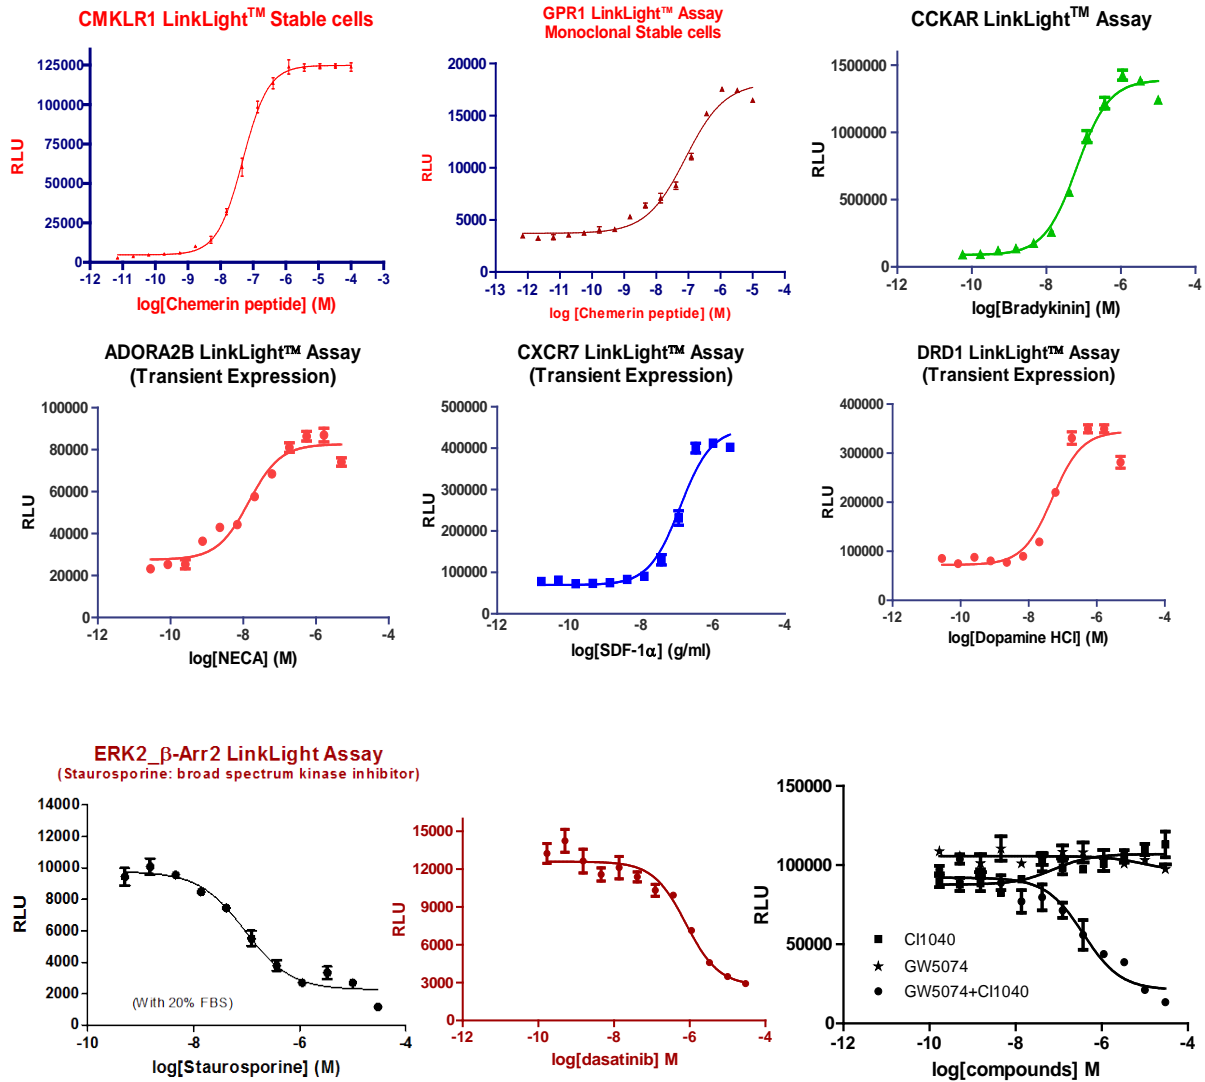 CMKLR1 LinkLight™ Stable cells
125000
100000
75000
50000
25000
0
RLU
-12 -11 -10 -9 -8 -7 -6 -5 -4 -3
log[Chemerin peptide] (M)
GPR1 LinkLight™ Assay
Monoclonal Stable cells
20000
15000
10000
5000
0
RLU
-13 -12 -11 -10 -9 -8 -7 -6 -5 -4
log [Chemerin peptide] (M)
CCKAR LinkLight™ Assay
1500000
1000000
500000
0
RLU
-12 -10 -8 -6 -4
log[Bradykinin] (M)
ADORA2B LinkLight™ Assay
(Transient Expression)
100000
80000
60000
40000
20000
0
RLU
-12 -10 -8 -6 -4
log[NECA] (M)
CXCR7 LinkLight™ Assay
(Transient Expression)
500000
400000
300000
200000
100000
0
RLU
-12 -10 -8 -6 -4
log[SDF-1α] (g/ml)
DRD1 LinkLight™ Assay
(Transient Expression)
400000
300000
200000
100000
0
RLU
-12 -10 -8 -6 -4
log[Dopamine HCl] (M)
ERK2_β-Arr2 LinkLight Assay
(Staurosporine: broad spectrum kinase inhibitor)
14000
12000
10000
8000
6000
4000
2000
0
RLU
(With 20% FBS)
-10 -8 -6 -4
log[Staurosporine] (M)
15000
12000
9000
6000
3000
0
RLU
-12 -10 -8 -6 -4
log[dasatinib] M
150000
100000
50000
0
RLU
CI1040
GW5074
GW5074+CI1040
-12 -10 -8 -6 -4
log[compounds] M